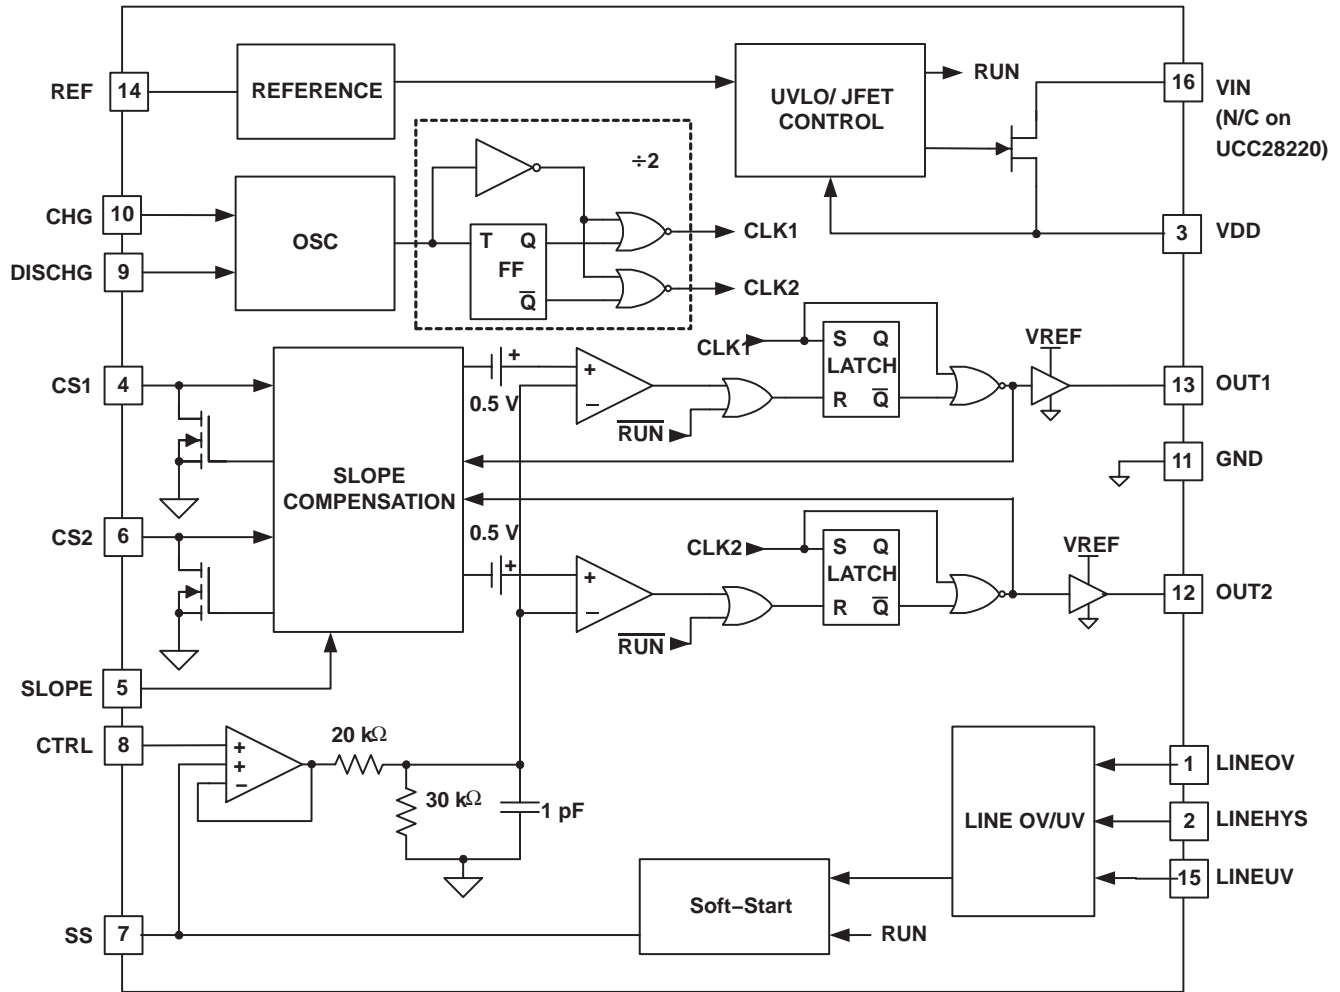 REF
14
REFERENCE
UVLO/ JFET
CONTROL
RUN
16
VIN
(N/C on
UCC28220)
÷2
CHG
10
OSC
T Q
FF
Q̅
CLK1
CLK2
3
VDD
DISCHG
9
CS1
4
0.5 V
+
+
−
R̅U̅N̅
CLK1
S Q
LATCH
R Q̅
VREF
13
OUT1
11
GND
SLOPE
COMPENSATION
CS2
6
0.5 V
+
+
−
R̅U̅N̅
CLK2
S Q
LATCH
R Q̅
VREF
12
OUT2
SLOPE
5
CTRL
8
+
+
−
20 kΩ
30 kΩ
1 pF
LINE OV/UV
1
LINEOV
2
LINEHYS
15
LINEUV
Soft−Start
RUN
SS
7